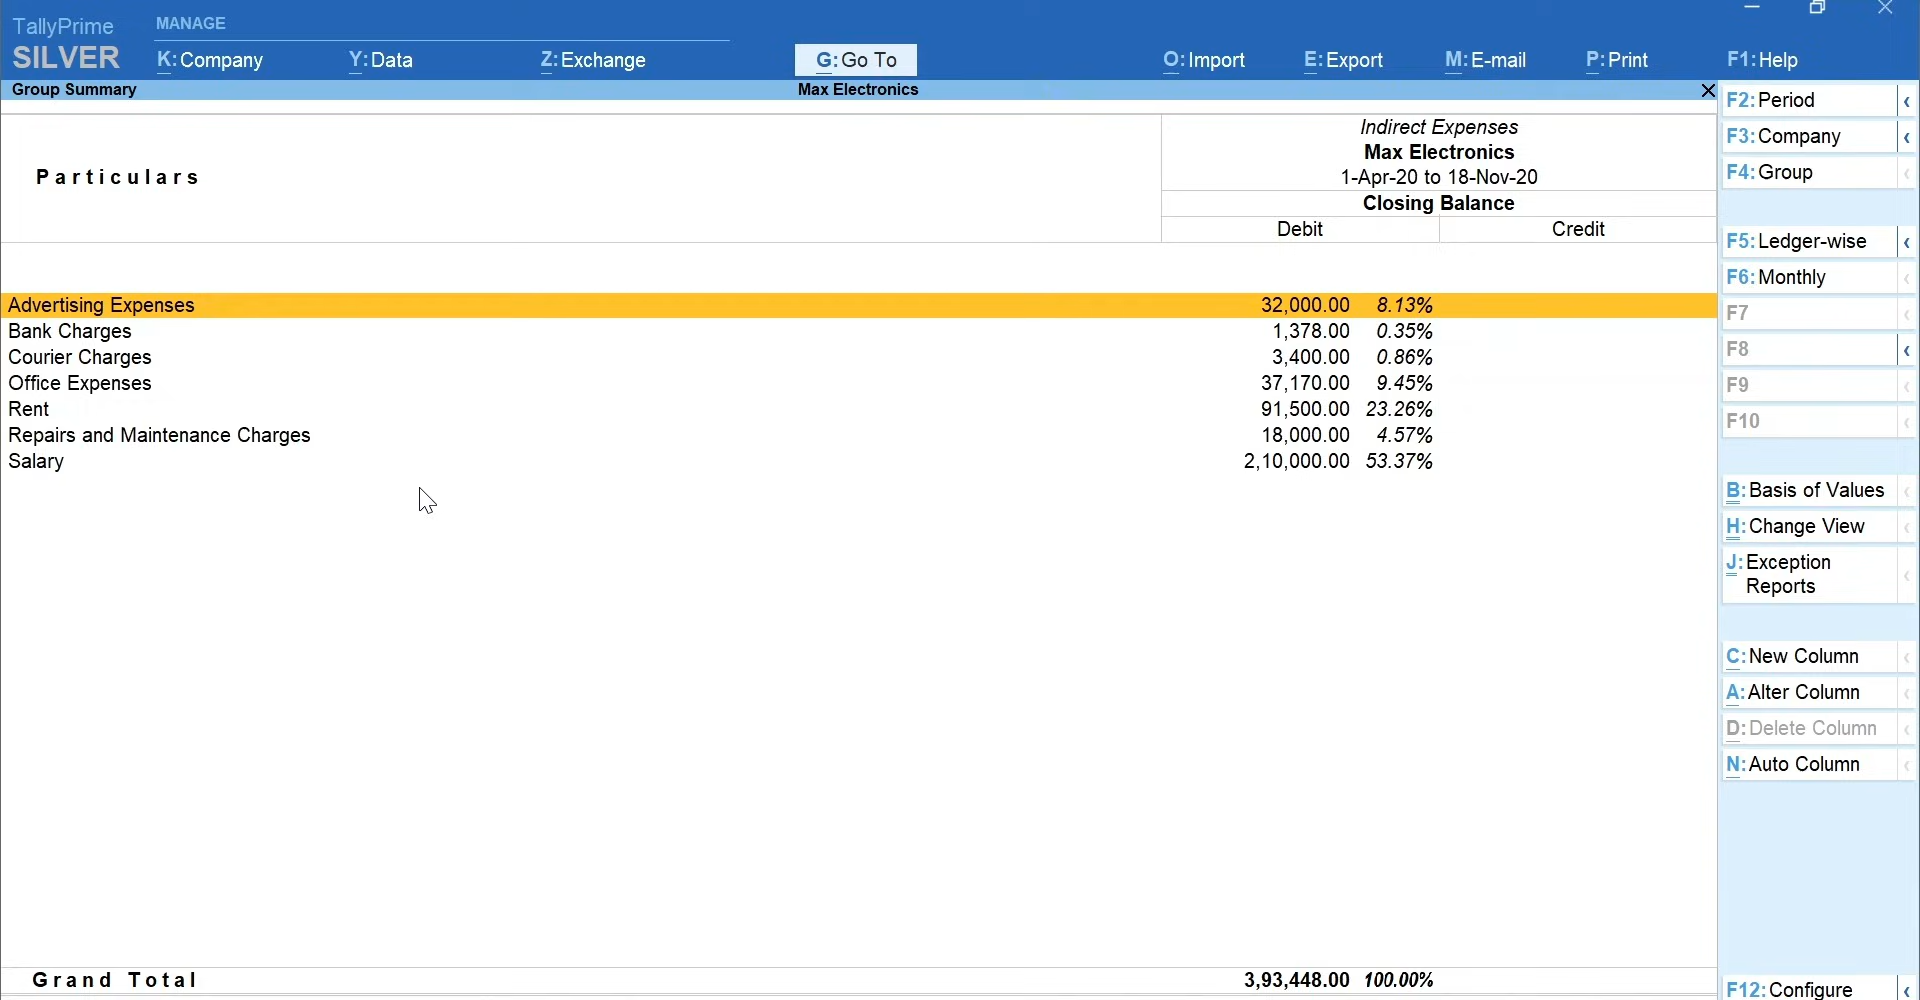 TallyPrime
SILVER
MANAGE
K: Company
Y: Data
Z: Exchange
G: Go To
O: Import
E: Export
M: E-mail
P: Print
F1: Help
Group Summary
Max Electronics
Particulars
Indirect Expenses
Max Electronics
1-Apr-20 to 18-Nov-20
Closing Balance
Debit Credit
Advertising Expenses 32,000.00 8.13%
Bank Charges 1,378.00 0.35%
Courier Charges 3,400.00 0.86%
Office Expenses 37,170.00 9.45%
Rent 91,500.00 23.26%
Repairs and Maintenance Charges 18,000.00 4.57%
Salary 2,10,000.00 53.37%
Grand Total 3,93,448.00 100.00%
F2: Period
F3: Company
F4: Group
F5: Ledger-wise
F6: Monthly
F7
F8
F9
F10
B: Basis of Values
H: Change View
J: Exception
Reports
C: New Column
A: Alter Column
D: Delete Column
N: Auto Column
F12: Configure